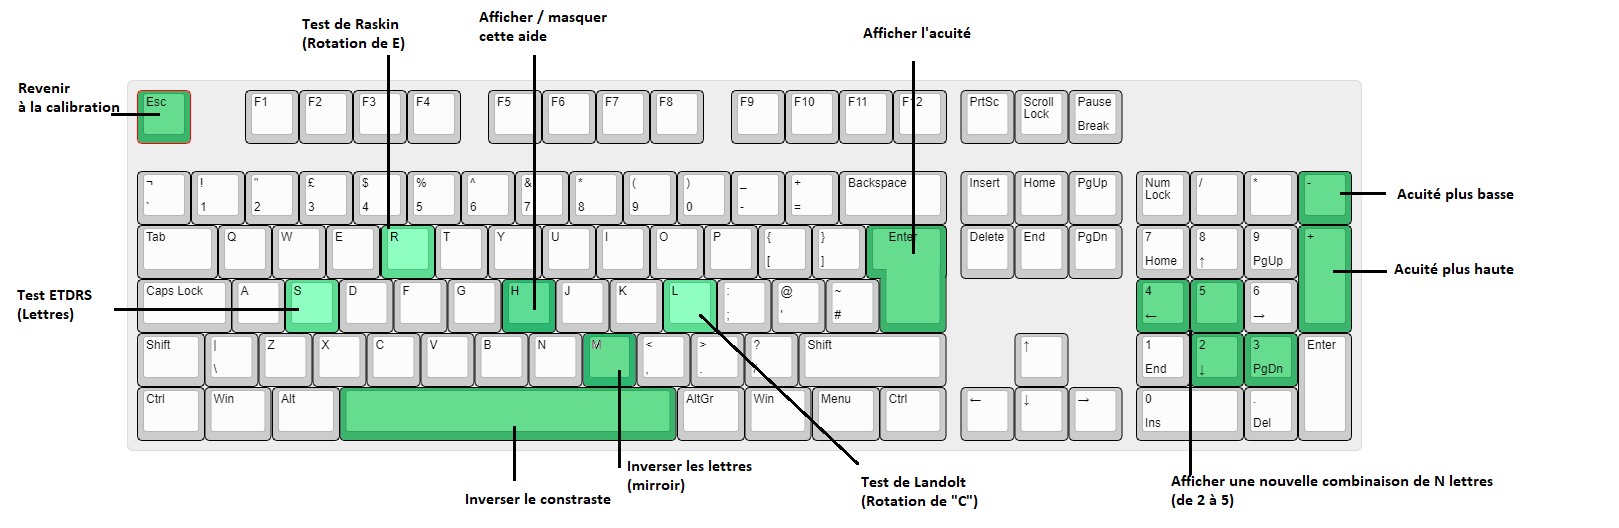 Test de Raskin
(Rotation de E)
Afficher / masquer
cette aide
Afficher l'acuité
Revenir
à la calibration
Esc
F1
F2
F3
F4
F5
F6
F7
F8
F9
F10
F11
F12
PrtSc
Scroll
Lock
Pause
Break
¬
`
!
1
"
2
£
3
$
4
%
5
^
6
&
7
*
8
(
9
)
0
_
-
+
=
Backspace
Insert
Home
PgUp
Num
Lock
/
*
-
Acuité plus basse
Tab
Q
W
E
R
T
Y
U
I
O
P
{
[
}
]
Enter
Delete
End
PgDn
7
Home
8
↑
9
PgUp
+
Acuité plus haute
Test ETDRS
(Lettres)
Caps Lock
A
S
D
F
G
H
J
K
L
:
;
@
'
~
#
4
←
5
6
→
Shift
|
\
Z
X
C
V
B
N
M
<
,
>
.
?
/
Shift
↑
1
End
2
↓
3
PgDn
Enter
Ctrl
Win
Alt
AltGr
Win
Menu
Ctrl
←
↓
→
0
Ins
.
Del
Inverser le constraste
Inverser les lettres
(mirroir)
Test de Landolt
(Rotation de "C")
Afficher une nouvelle combinaison de N lettres
(de 2 à 5)